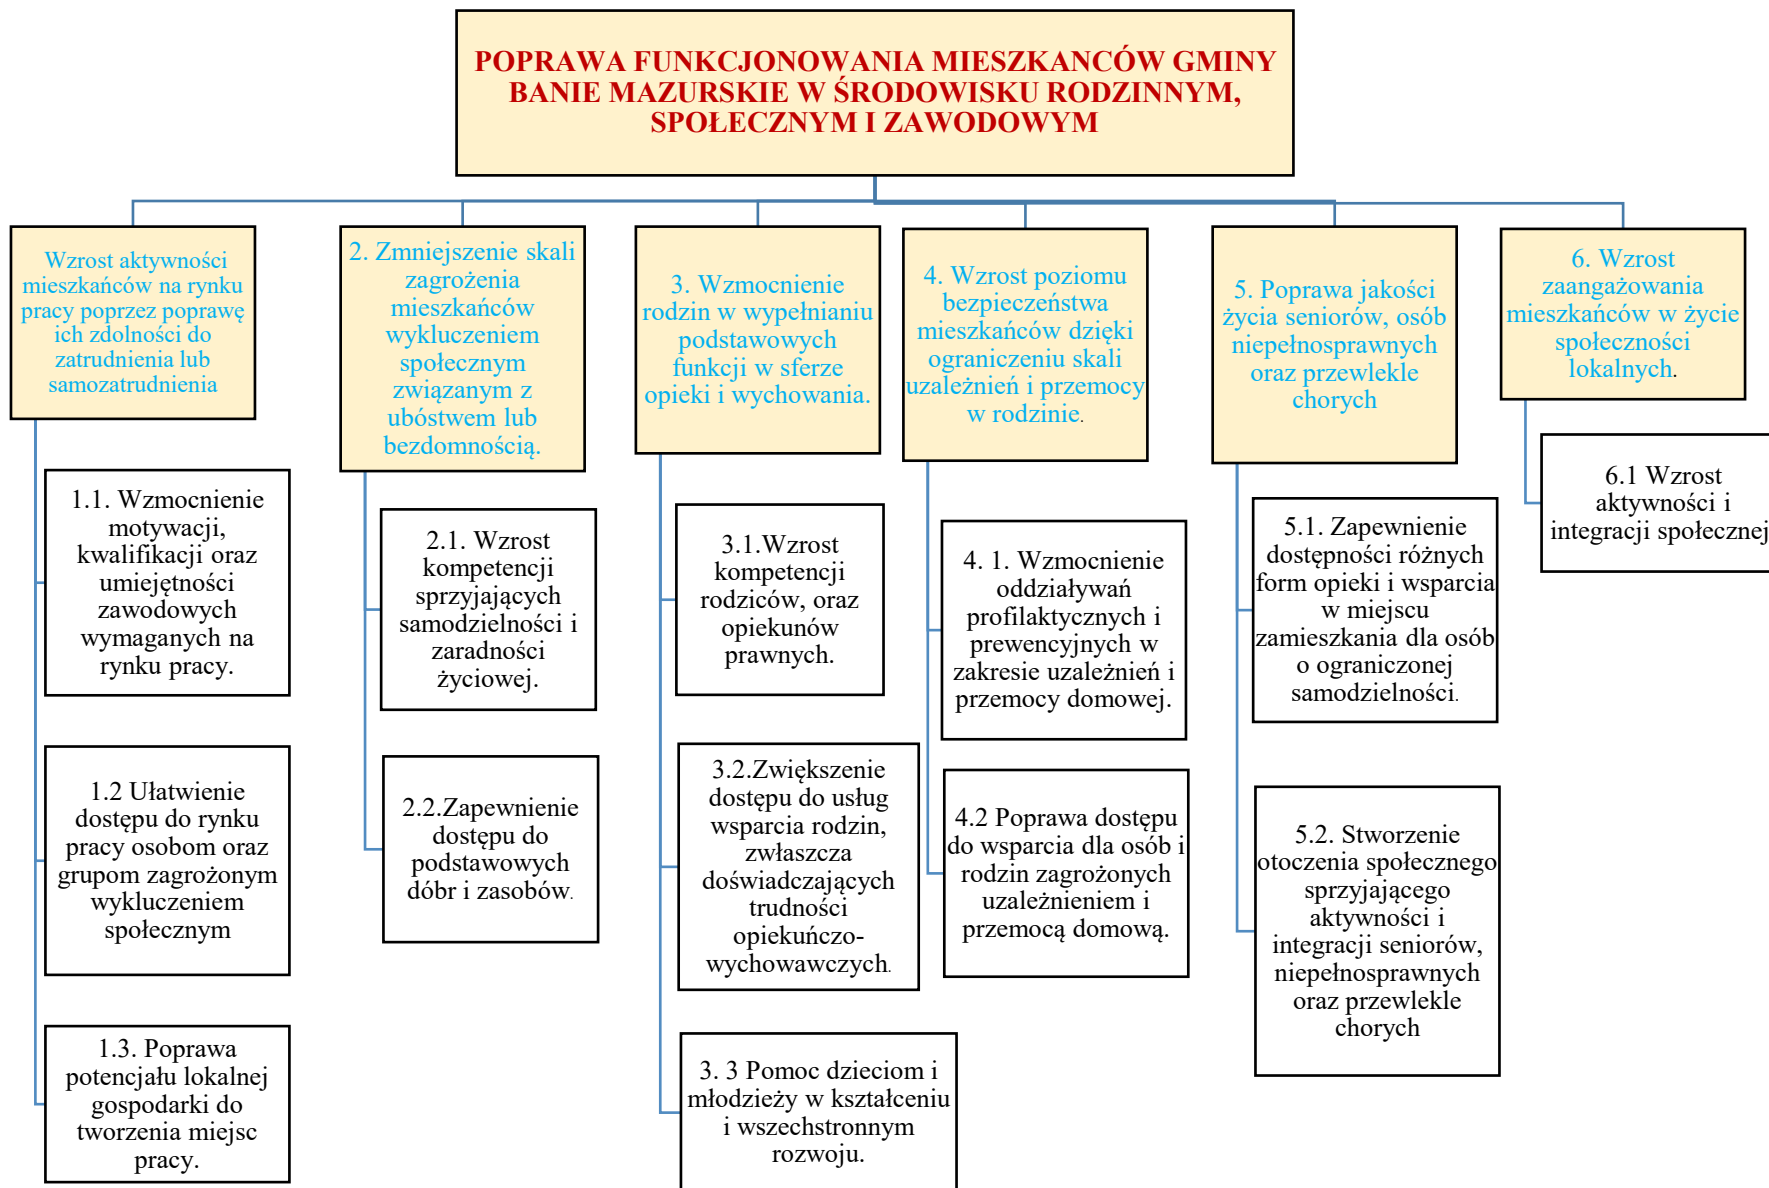 POPRAWA FUNKCJONOWANIA MIESZKANCÓW GMINY
BANIE MAZURSKIE W ŚRODOWISKU RODZINNYM,
SPOŁECZNYM I ZAWODOWYM
Wzrost aktywności
mieszkańców na rynku
pracy poprzez poprawę
ich zdolności do
zatrudnienia lub
samozatrudnienia
1.1. Wzmocnienie
motywacji,
kwalifikacji oraz
umiejętności
zawodowych
wymaganych na
rynku pracy.
1.2 Ułatwienie
dostępu do rynku
pracy osobom oraz
grupom zagrożonym
wykluczeniem
społecznym
1.3. Poprawa
potencjału lokalnej
gospodarki do
tworzenia miejsc
pracy.
2. Zmniejszenie skali
zagrożenia
mieszkańców
wykluczeniem
społecznym
związanym z
ubóstwem lub
bezdomnością.
2.1. Wzrost
kompetencji
sprzyjających
samodzielności i
zaradności
życiowej.
2.2.Zapewnienie
dostępu do
podstawowych
dóbr i zasobów.
3. Wzmocnienie
rodzin w wypełnianiu
podstawowych
funkcji w sferze
opieki i wychowania.
3.1.Wzrost
kompetencji
rodziców, oraz
opiekunów
prawnych.
3.2.Zwiększenie
dostępu do usług
wsparcia rodzin,
zwłaszcza
doświadczających
trudności
opiekuńczo-
wychowawczych.
3. 3 Pomoc dzieciom i
młodzieży w kształceniu
i wszechstronnym
rozwoju.
4. Wzrost poziomu
bezpieczeństwa
mieszkańców dzięki
ograniczeniu skali
uzależnień i przemocy
w rodzinie.
4. 1. Wzmocnienie
oddziaływań
profilaktycznych i
prewencyjnych w
zakresie uzależnień i
przemocy domowej.
4.2 Poprawa dostępu
do wsparcia dla osób i
rodzin zagrożonych
uzależnieniem i
przemocą domową.
5. Poprawa jakości
życia seniorów, osób
niepełnosprawnych
oraz przewlekle
chorych
5.1. Zapewnienie
dostępności różnych
form opieki i wsparcia
w miejscu
zamieszkania dla osób
o ograniczonej
samodzielności.
5.2. Stworzenie
otoczenia społecznego
sprzyjającego
aktywności i
integracji seniorów,
niepełnosprawnych
oraz przewlekle
chorych
6. Wzrost
zaangażowania
mieszkańców w życie
społeczności
lokalnych.
6.1 Wzrost
aktywności i
integracji społecznej